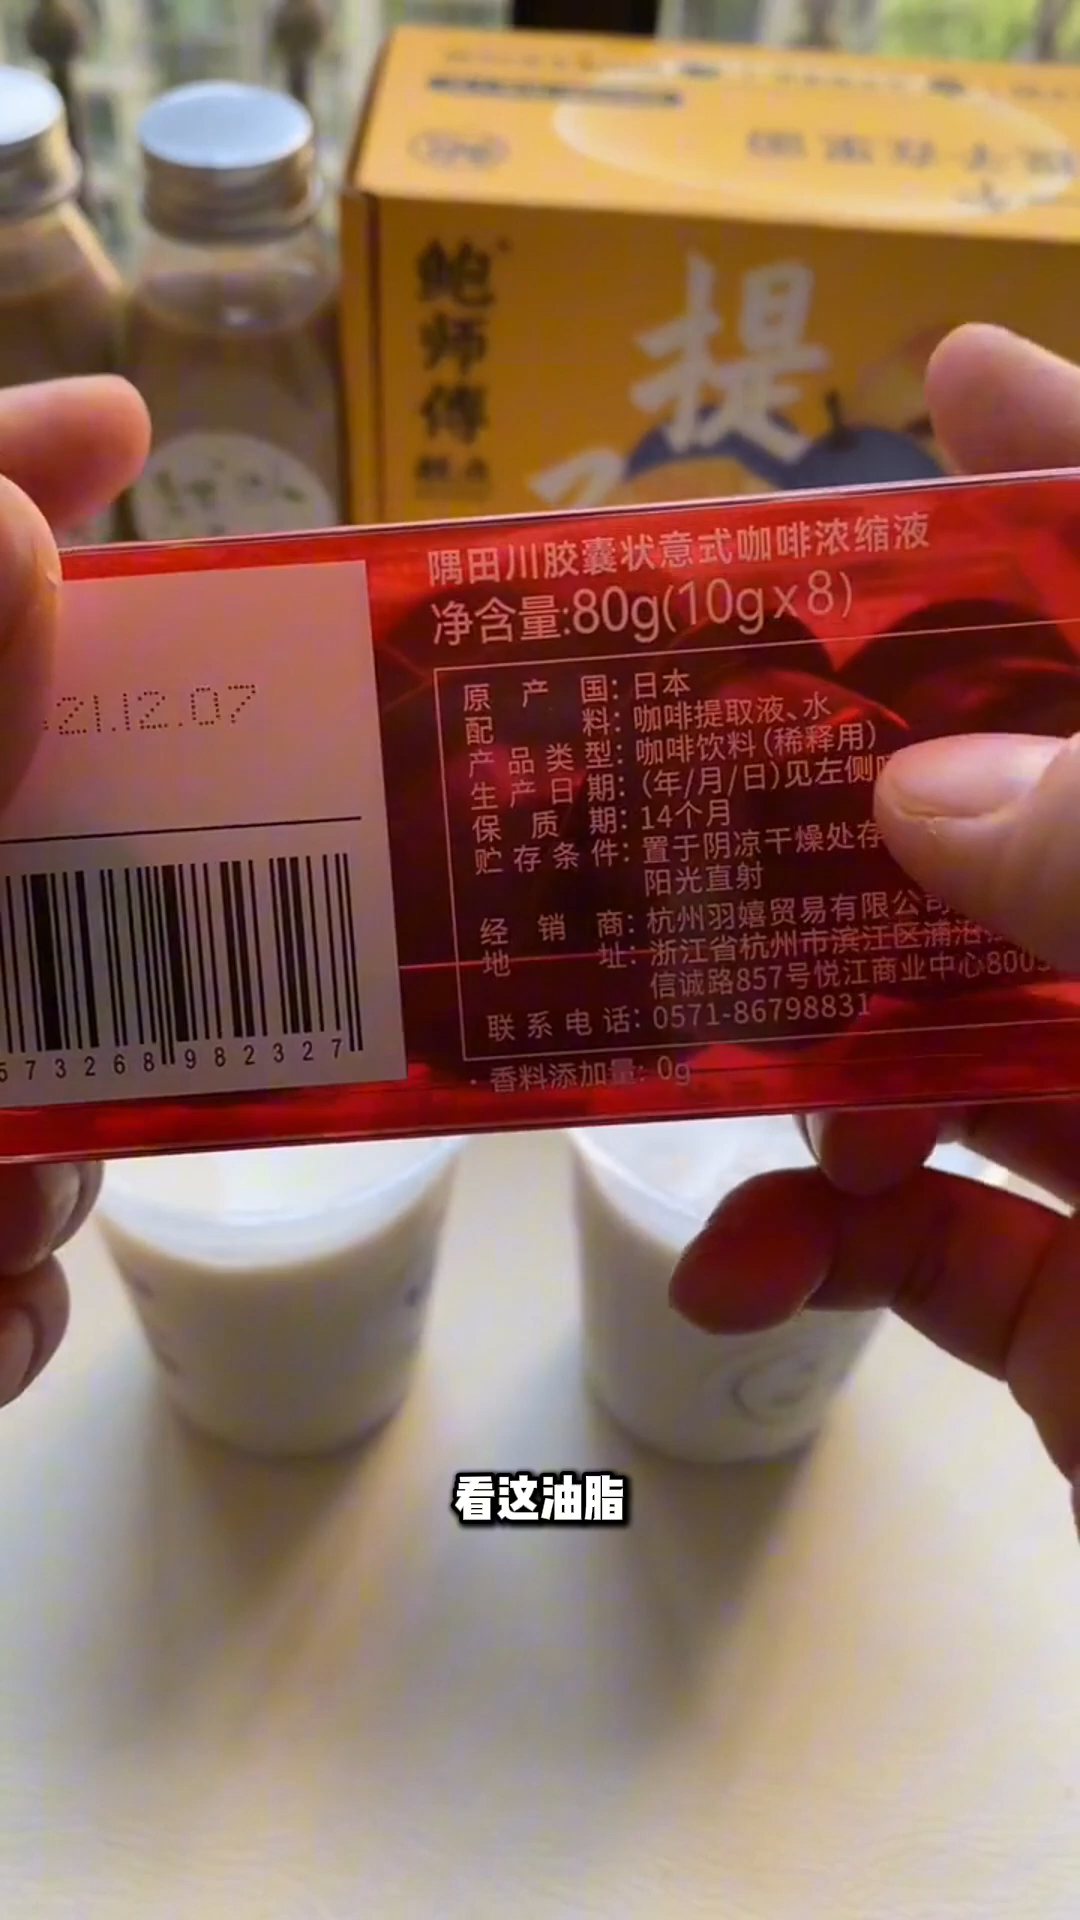 鲍
师
傅
提
隅田川胶囊状意式咖啡浓缩液
净含量:80g(10gx8)
原产国:日本
配料:咖啡提取液、水
产品类型:咖啡饮料(稀释用)
生产日期:(年/月/日)见左侧
保质期:14个月
贮存条件:置于阴凉干燥处存
阳光直射
经销商:杭州羽嬉贸易有限公司
地址:浙江省杭州市滨江区浦沿
信诚路857号悦江商业中心800
联系电话:0571-86798831
·香料添加量:0g
21.12.07
573268 982327
看这油脂